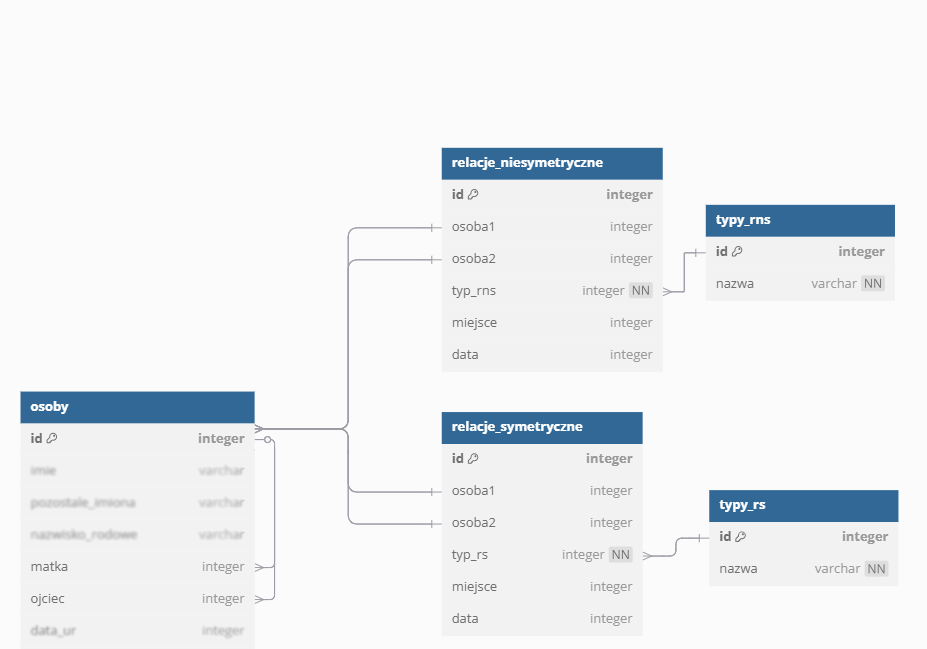 relacje_niesymetryczne
id integer
osoba1 integer
osoba2 integer
typ_rns integer NN
miejsce integer
data integer
typy_rns
id integer
nazwa varchar NN
osoby
id integer
imie varchar
pozostale_imiona varchar
nazwisko_rodowe varchar
matka integer
ojciec integer
data_ur integer
relacje_symetryczne
id integer
osoba1 integer
osoba2 integer
typ_rs integer NN
miejsce integer
data integer
typy_rs
id integer
nazwa varchar NN